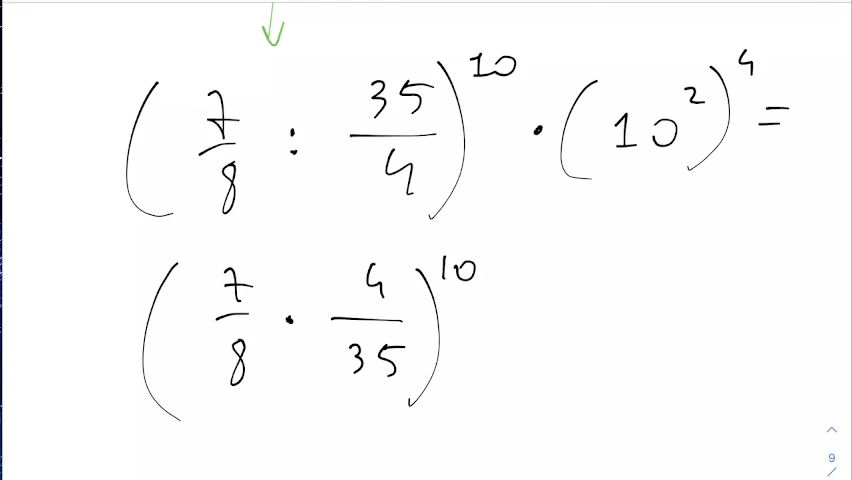 (7/8 : 35/4)^10 · (10^2)^4 =
(7/8 · 4/35)^10
9